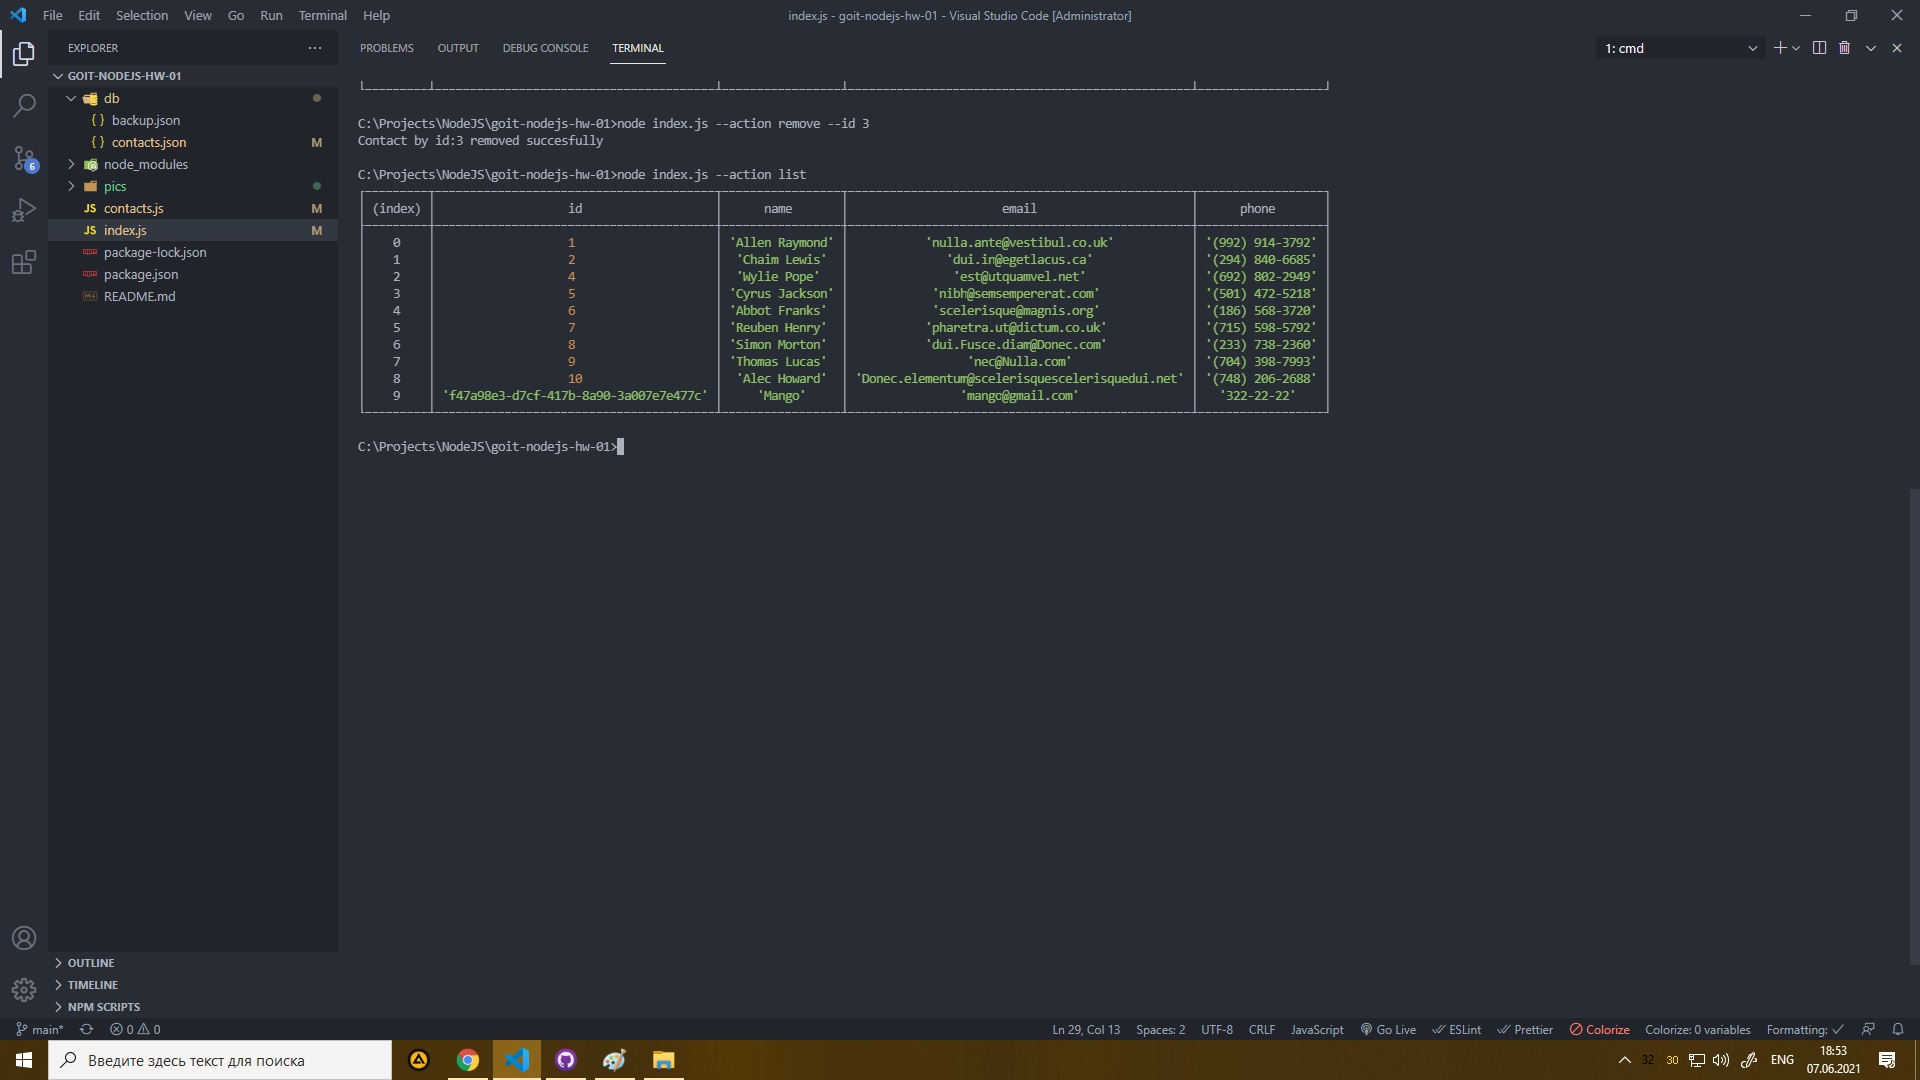 File Edit Selection View Go Run Terminal Help
index.js - goit-nodejs-hw-01 - Visual Studio Code [Administrator]
EXPLORER
PROBLEMS OUTPUT DEBUG CONSOLE TERMINAL
1: cmd
GOIT-NODEJS-HW-01
db
{ } backup.json
{ } contacts.json M
node_modules
pics
JS contacts.js M
JS index.js M
package-lock.json
package.json
README.md
OUTLINE
TIMELINE
NPM SCRIPTS
6
C:\Projects\NodeJS\goit-nodejs-hw-01>node index.js --action remove --id 3
Contact by id:3 removed succesfully
C:\Projects\NodeJS\goit-nodejs-hw-01>node index.js --action list
(index) id name email phone
0 1 'Allen Raymond' 'nulla.ante@vestibul.co.uk' '(992) 914-3792'
1 2 'Chaim Lewis' 'dui.in@egetlacus.ca' '(294) 840-6685'
2 4 'Wylie Pope' 'est@utquamvel.net' '(692) 802-2949'
3 5 'Cyrus Jackson' 'nibh@semsempererat.com' '(501) 472-5218'
4 6 'Abbot Franks' 'scelerisque@magnis.org' '(186) 568-3720'
5 7 'Reuben Henry' 'pharetra.ut@dictum.co.uk' '(715) 598-5792'
6 8 'Simon Morton' 'dui.Fusce.diam@Donec.com' '(233) 738-2360'
7 9 'Thomas Lucas' 'nec@Nulla.com' '(704) 398-7993'
8 10 'Alec Howard' 'Donec.elementum@scelerisquescelerisquedui.net' '(748) 206-2688'
9 'f47a98e3-d7cf-417b-8a90-3a007e7e477c' 'Mango' 'mango@gmail.com' '322-22-22'
C:\Projects\NodeJS\goit-nodejs-hw-01>
main* 0 0 Ln 29, Col 13 Spaces: 2 UTF-8 CRLF JavaScript Go Live ESLint Prettier Colorize Colorize: 0 variables Formatting:
Введите здесь текст для поиска
32 30 ENG
18:53
07.06.2021